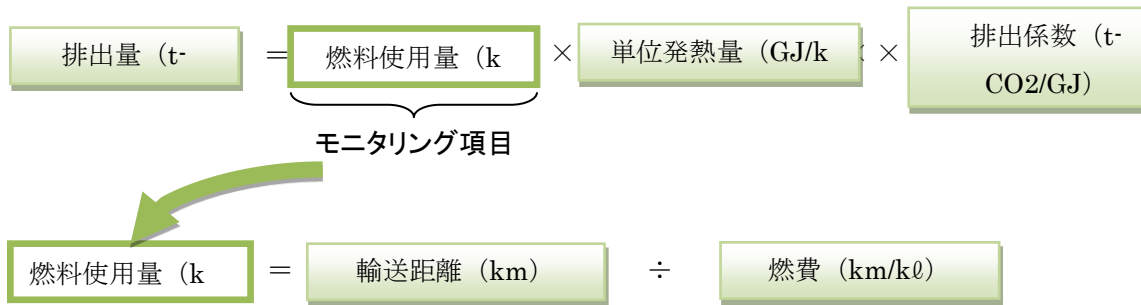 排出量（t- ＝ 燃料使用量（k × 単位発熱量（GJ/k × 排出係数（t-
CO2/GJ）
モニタリング項目
燃料使用量（k ＝ 輸送距離（km） ÷ 燃費（km/kℓ）